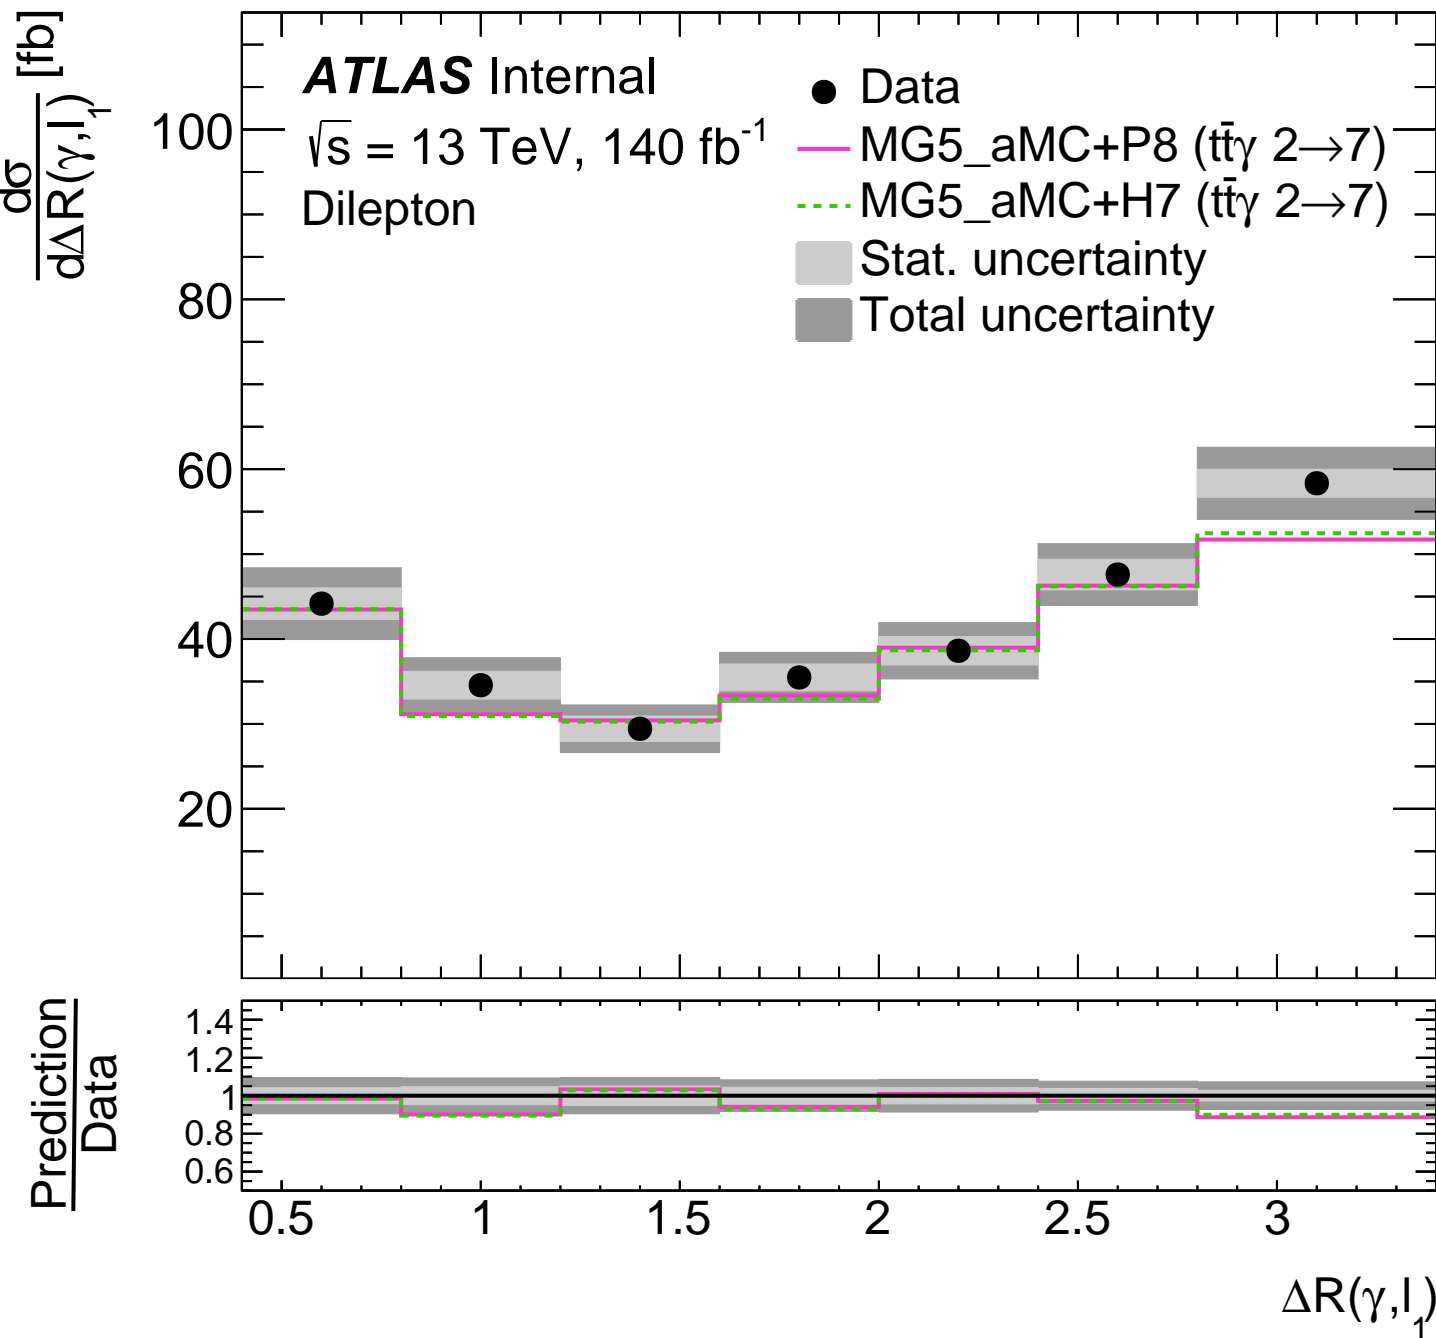 dσ
dΔR(γ,l₁) [fb]
ATLAS Internal
√s = 13 TeV, 140 fb⁻¹
Dilepton
Data
MG5_aMC+P8 (tt̄γ 2→7)
MG5_aMC+H7 (tt̄γ 2→7)
Stat. uncertainty
Total uncertainty
100
80
60
40
20
Prediction
Data
1.4
1.2
1
0.8
0.6
0.5 1 1.5 2 2.5 3
ΔR(γ,l₁)